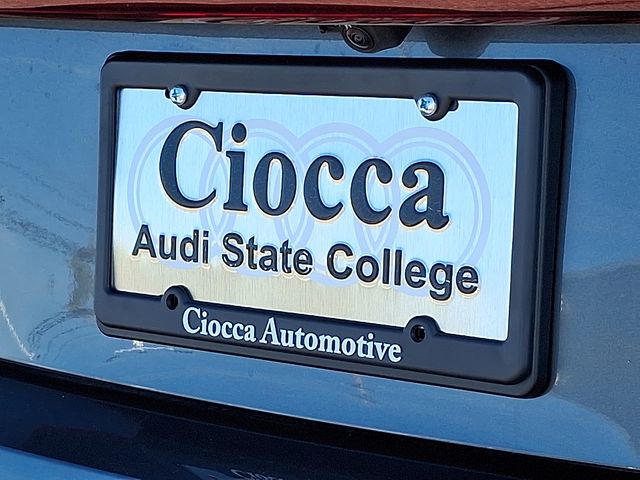 Ciocca
Audi State College
Ciocca Automotive